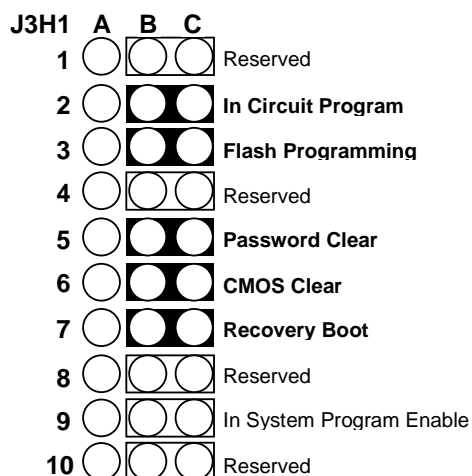 J3H1 A B C
1 Reserved
2 In Circuit Program
3 Flash Programming
4 Reserved
5 Password Clear
6 CMOS Clear
7 Recovery Boot
8 Reserved
9 In System Program Enable
10 Reserved